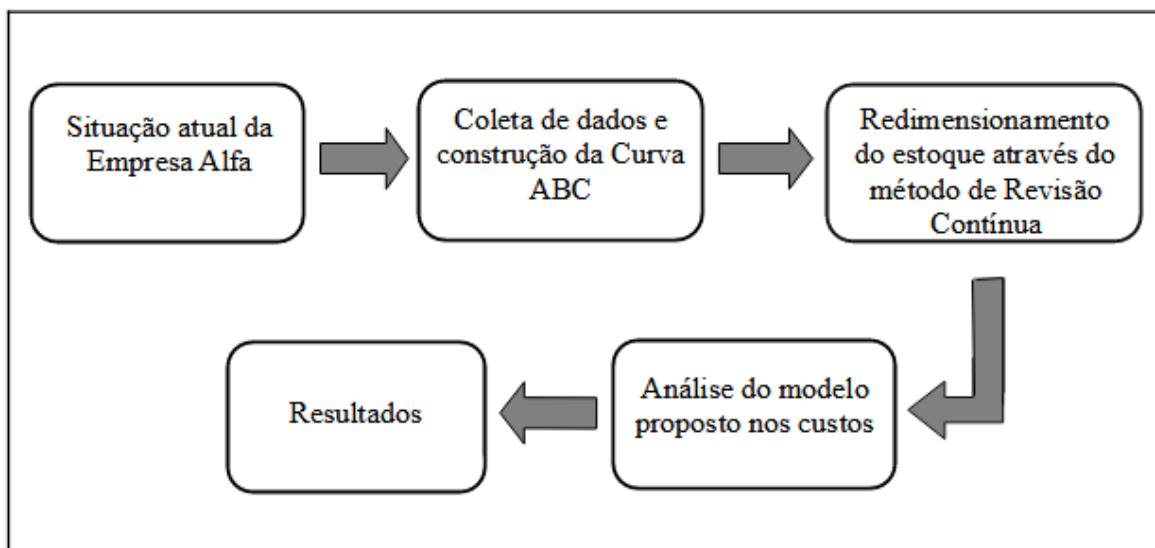 Situação atual da
Empresa Alfa
Coleta de dados e
construção da Curva
ABC
Redimensionamento
do estoque através do
método de Revisão
Contínua
Análise do modelo
proposto nos custos
Resultados